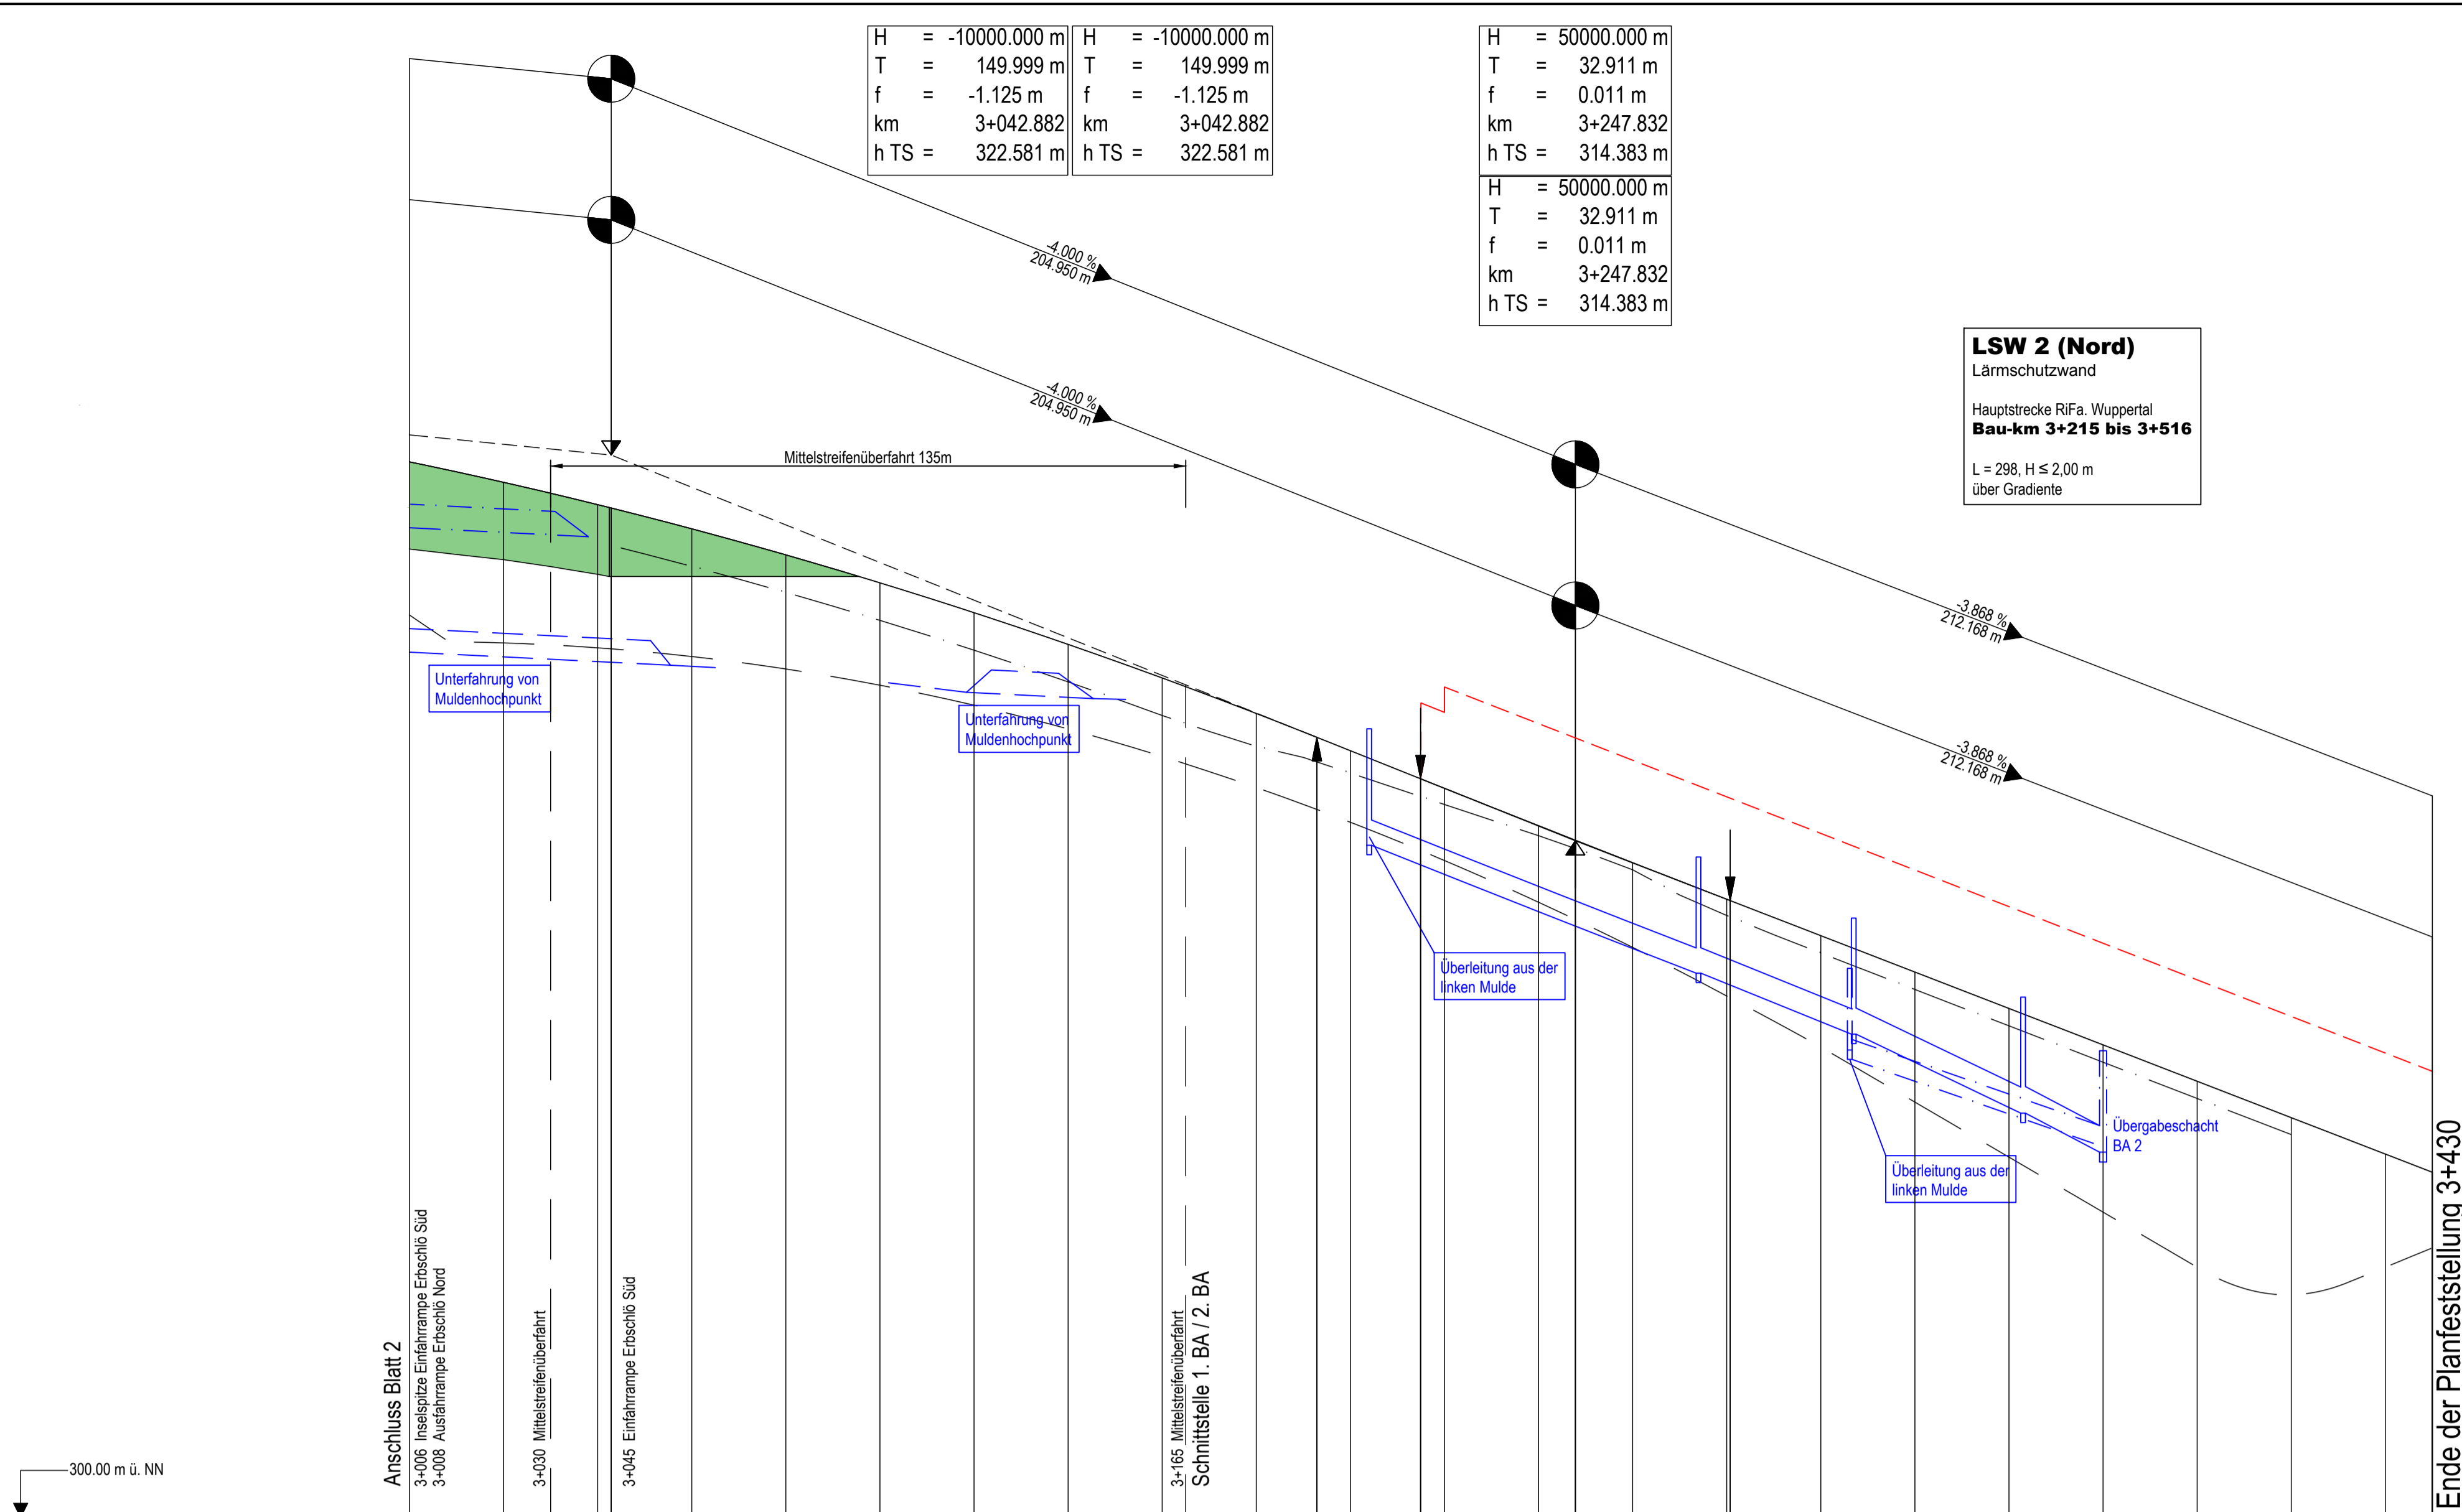 H = -10000.000 m
T = 149.999 m
f = -1.125 m
km 3+042.882
h TS = 322.581 m
H = -10000.000 m
T = 149.999 m
f = -1.125 m
km 3+042.882
h TS = 322.581 m
H = 50000.000 m
T = 32.911 m
f = 0.011 m
km 3+247.832
h TS = 314.383 m
H = 50000.000 m
T = 32.911 m
f = 0.011 m
km 3+247.832
h TS = 314.383 m
-4.000 %
204.950 m
-4.000 %
204.950 m
LSW 2 (Nord)
Lärmschutzwand
Hauptstrecke RiFa. Wuppertal
Bau-km 3+215 bis 3+516
L = 298, H ≤ 2,00 m
über Gradiente
Mittelstreifenüberfahrt 135m
-3.868 %
212.168 m
-3.868 %
212.168 m
Unterfahrung von
Muldenhochpunkt
Unterfahrung von
Muldenhochpunkt
Überleitung aus der
linken Mulde
Übergabeschacht
BA 2
Überleitung aus der
linken Mulde
Anschluss Blatt 2
3+006 Inselspitze Einfahrrampe Erbschlö Süd
3+008 Ausfahrrampe Erbschlö Nord
3+030 Mittelstreifenüberfahrt
3+045 Einfahrrampe Erbschlö Süd
3+165 Mittelstreifenüberfahrt
Schnittstelle 1. BA / 2. BA
Ende der Planfeststellung 3+430
300.00 m ü. NN